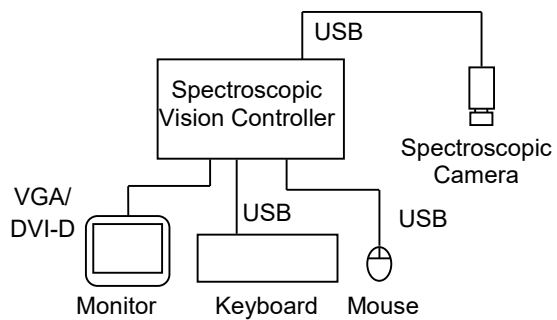 USB
Spectroscopic
Vision Controller
Spectroscopic
Camera
VGA/
DVI-D
USB
USB
Monitor
Keyboard
Mouse